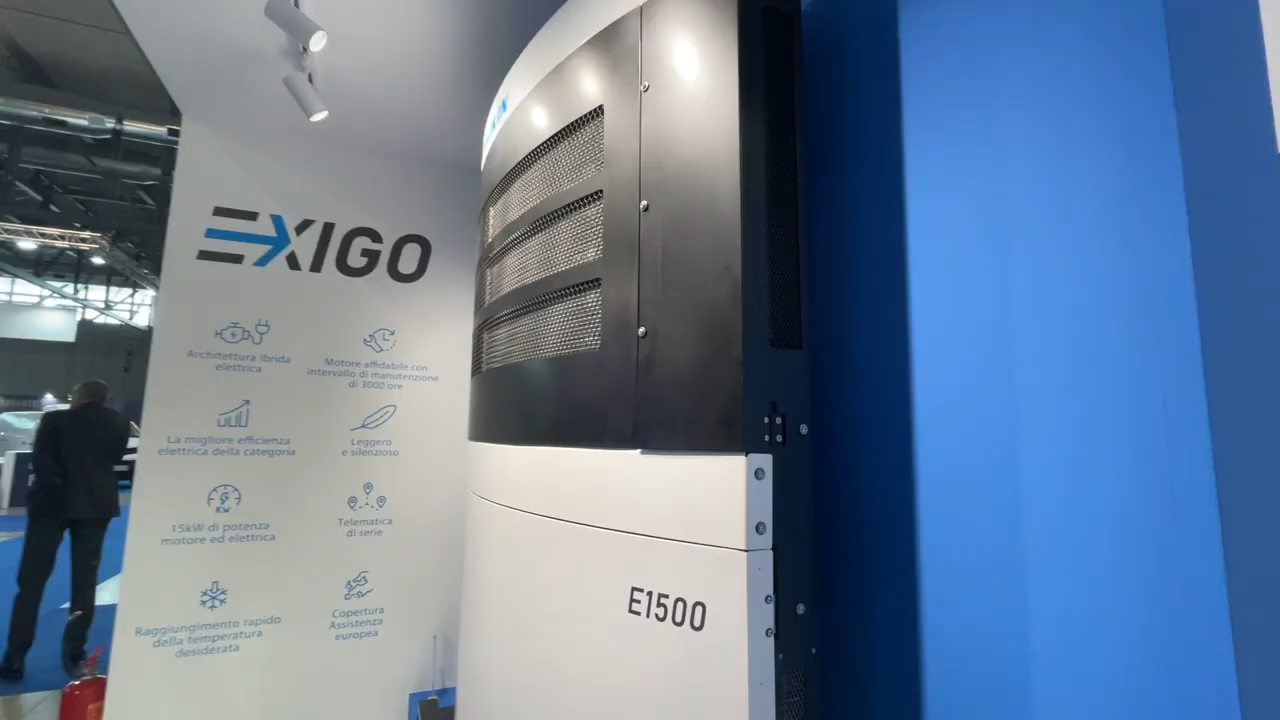 EXIGO
Architettura ibrida
elettrica
Motore affidabile con
intervallo di manutenzione
di 3000 ore
La migliore efficienza
elettrica della categoria
Leggero
e silenzioso
KW
15kW di potenza
motore ed elettrica
Telematica
di serie
Raggiungimento rapido
della temperatura
desiderata
Copertura
Assistenza
europea
E1500